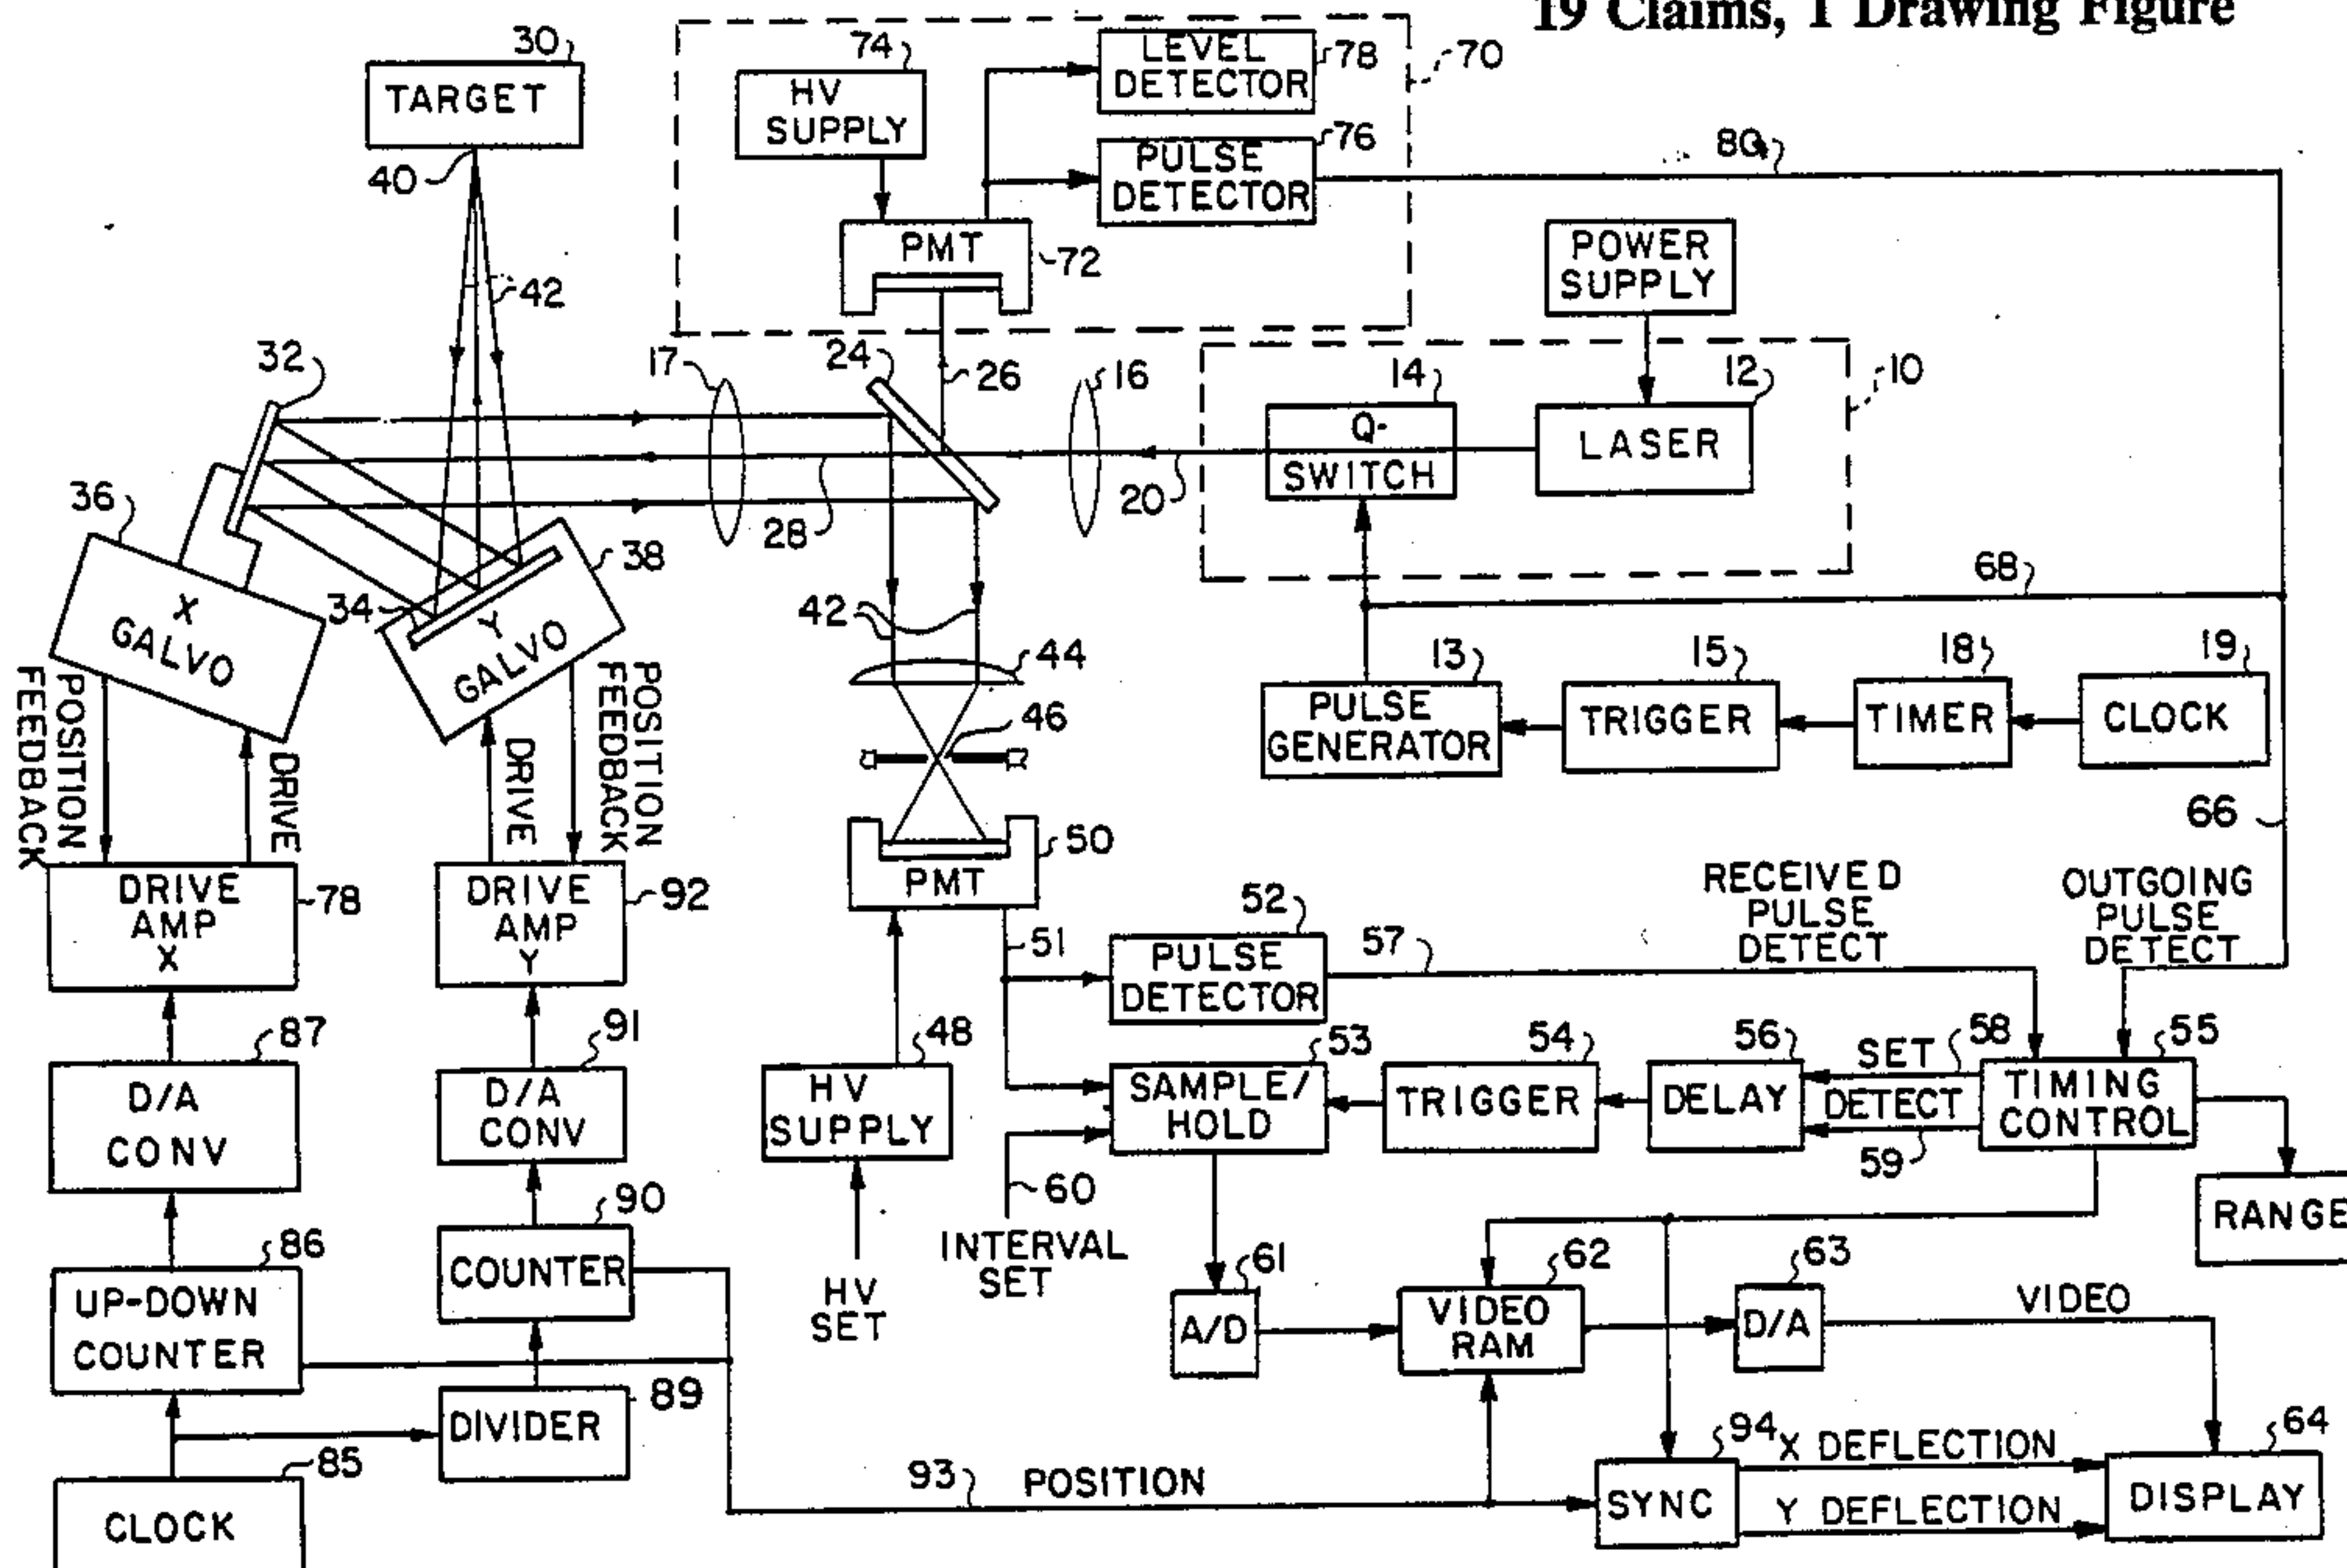 19 Claims, 1 Drawing Figure
30
TARGET
40
42
74
HV
SUPPLY
LEVEL
DETECTOR
78
70
PULSE
DETECTOR
76
80
PMT
72
POWER
SUPPLY
32
17
24
26
16
14
12
10
Q-
SWITCH
LASER
20
28
36
38
34
X
GALVO
Y
GALVO
42
44
46
68
13
15
18
19
PULSE
GENERATOR
TRIGGER
TIMER
CLOCK
66
POSITION
FEEDBACK
DRIVE
DRIVE
POSITION
FEEDBACK
50
PMT
51
DRIVE
AMP
X
78
DRIVE
AMP
Y
92
52
PULSE
DETECTOR
57
RECEIVED
PULSE
DETECT
OUTGOING
PULSE
DETECT
87
D/A
CONV
91
D/A
CONV
48
HV
SUPPLY
HV
SET
53
SAMPLE/
HOLD
54
TRIGGER
56
DELAY
SET
58
DETECT
59
55
TIMING
CONTROL
60
INTERVAL
SET
RANGE
86
UP-DOWN
COUNTER
90
COUNTER
89
DIVIDER
85
CLOCK
61
A/D
62
VIDEO
RAM
63
D/A
VIDEO
93
POSITION
94
SYNC
X DEFLECTION
Y DEFLECTION
64
DISPLAY